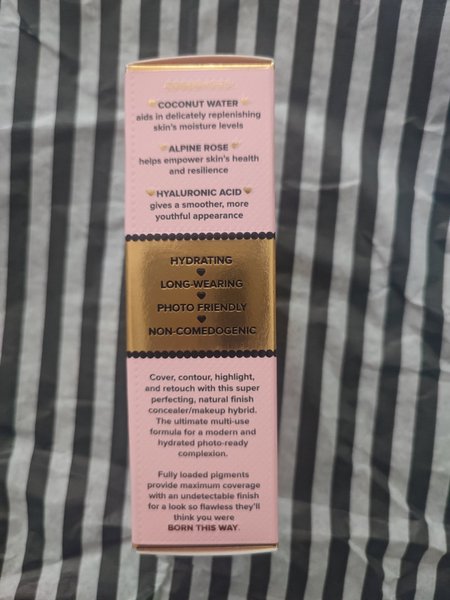 COCONUT WATER
aids in delicately replenishing
skin's moisture levels
ALPINE ROSE
helps empower skin's health
and resilience
HYALURONIC ACID
gives a smoother, more
youthful appearance
HYDRATING
LONG-WEARING
PHOTO FRIENDLY
NON-COMEDOGENIC
Cover, contour, highlight,
and retouch with this super
perfecting, natural finish
concealer/makeup hybrid.
The ultimate multi-use
formula for a modern and
hydrated photo-ready
complexion.
Fully loaded pigments
provide maximum coverage
with an undetectable finish
for a look so flawless they'll
think you were
BORN THIS WAY.